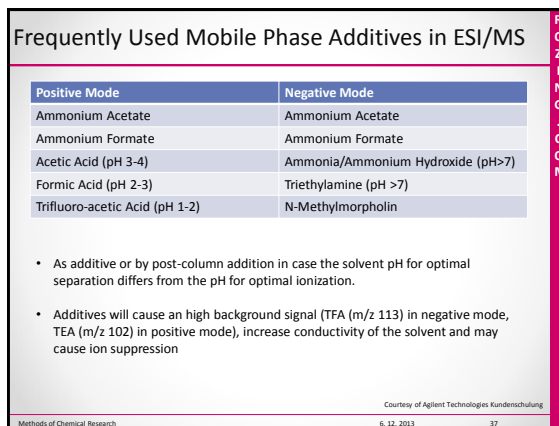 Frequently Used Mobile Phase Additives in ESI/MS
Positive Mode Negative Mode
Ammonium Acetate Ammonium Acetate
Ammonium Formate Ammonium Formate
Acetic Acid (pH 3-4) Ammonia/Ammonium Hydroxide (pH>7)
Formic Acid (pH 2-3) Triethylamine (pH >7)
Trifluoro-acetic Acid (pH 1-2) N-Methylmorpholin
• As additive or by post-column addition in case the solvent pH for optimal
separation differs from the pH for optimal ionization.
• Additives will cause an high background signal (TFA (m/z 113) in negative mode,
TEA (m/z 102) in positive mode), increase conductivity of the solvent and may
cause ion suppression
Courtesy of Agilent Technologies Kundenschulung
Methods of Chemical Research 6. 12. 2013 37